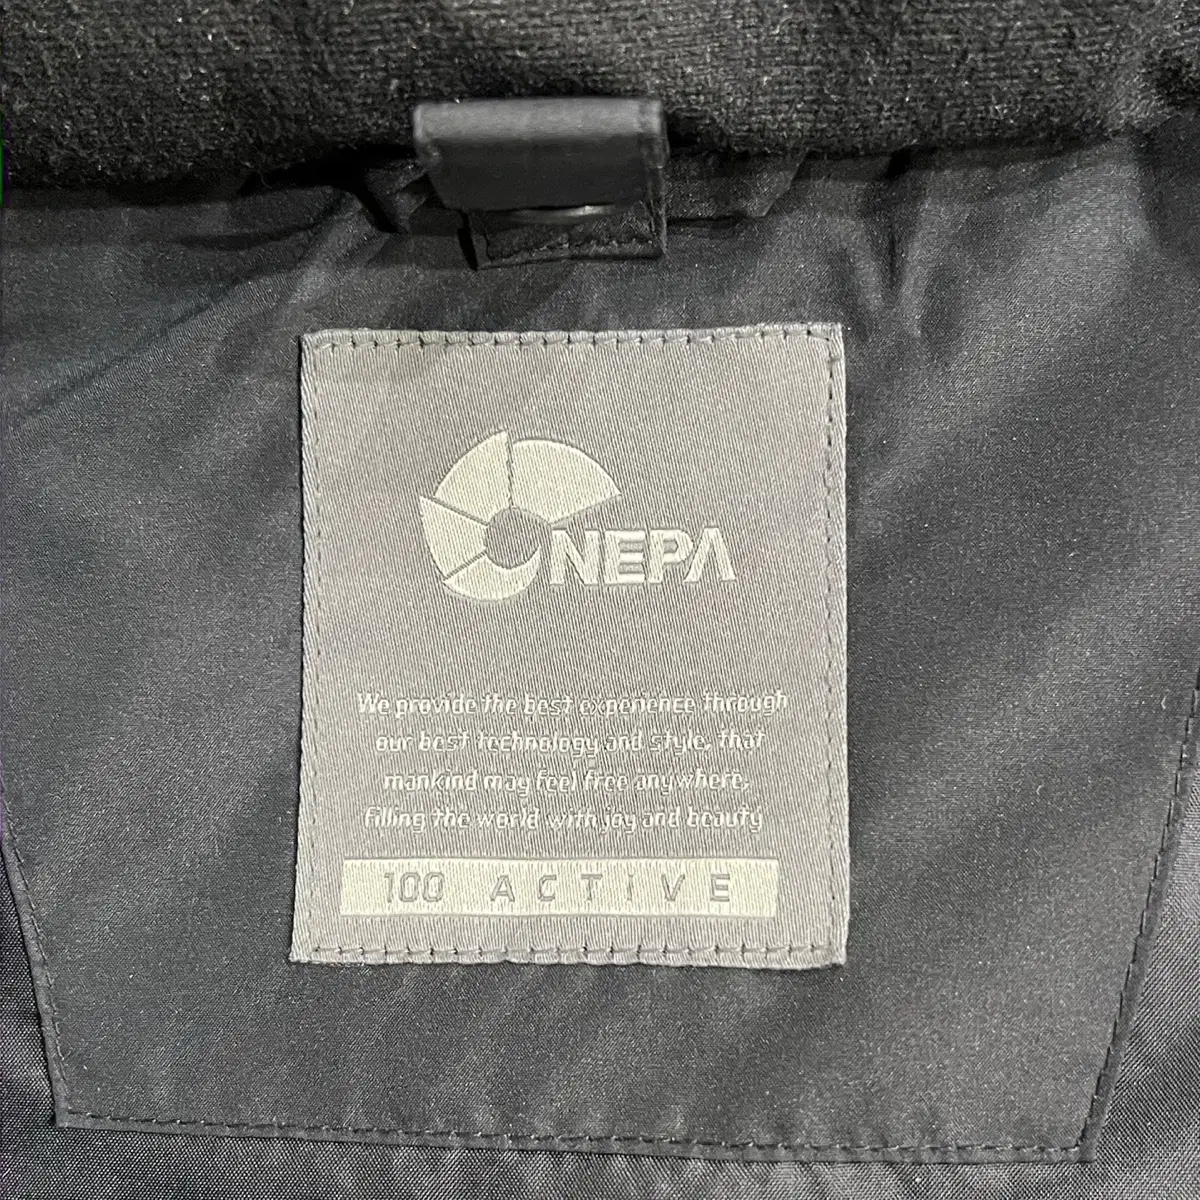 NEPA
We provide the best experience through
our best technology and style, that
mankind may feel free anywhere,
filling the world with joy and beauty
100 ACTIVE